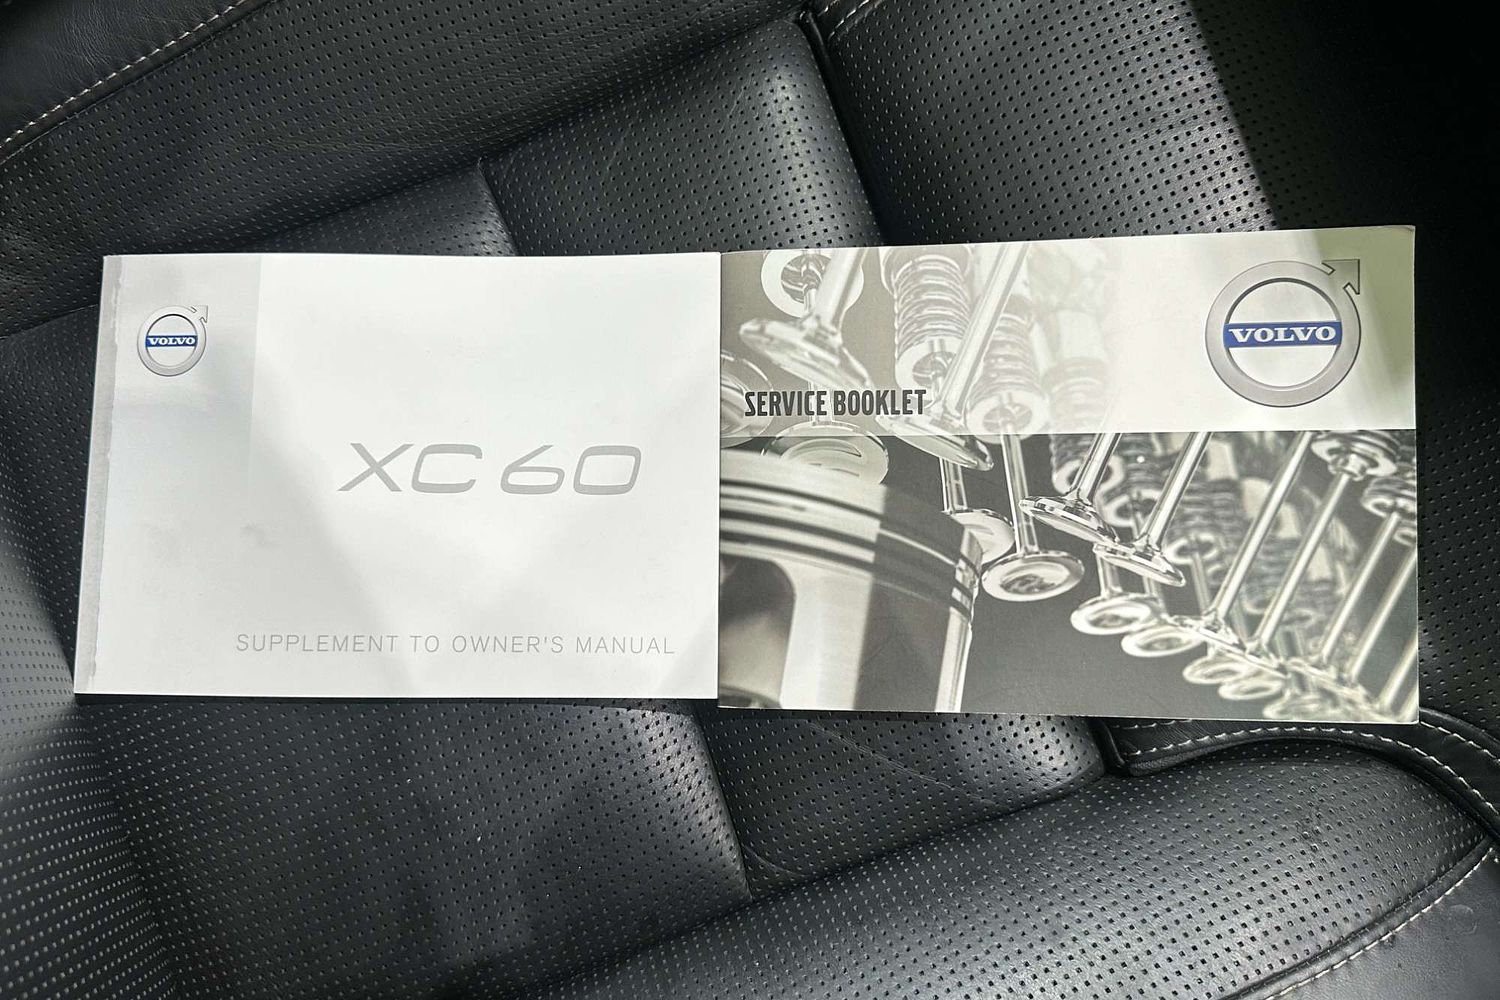 VOLVO
XC60
SUPPLEMENT TO OWNER'S MANUAL
VOLVO
SERVICE BOOKLET